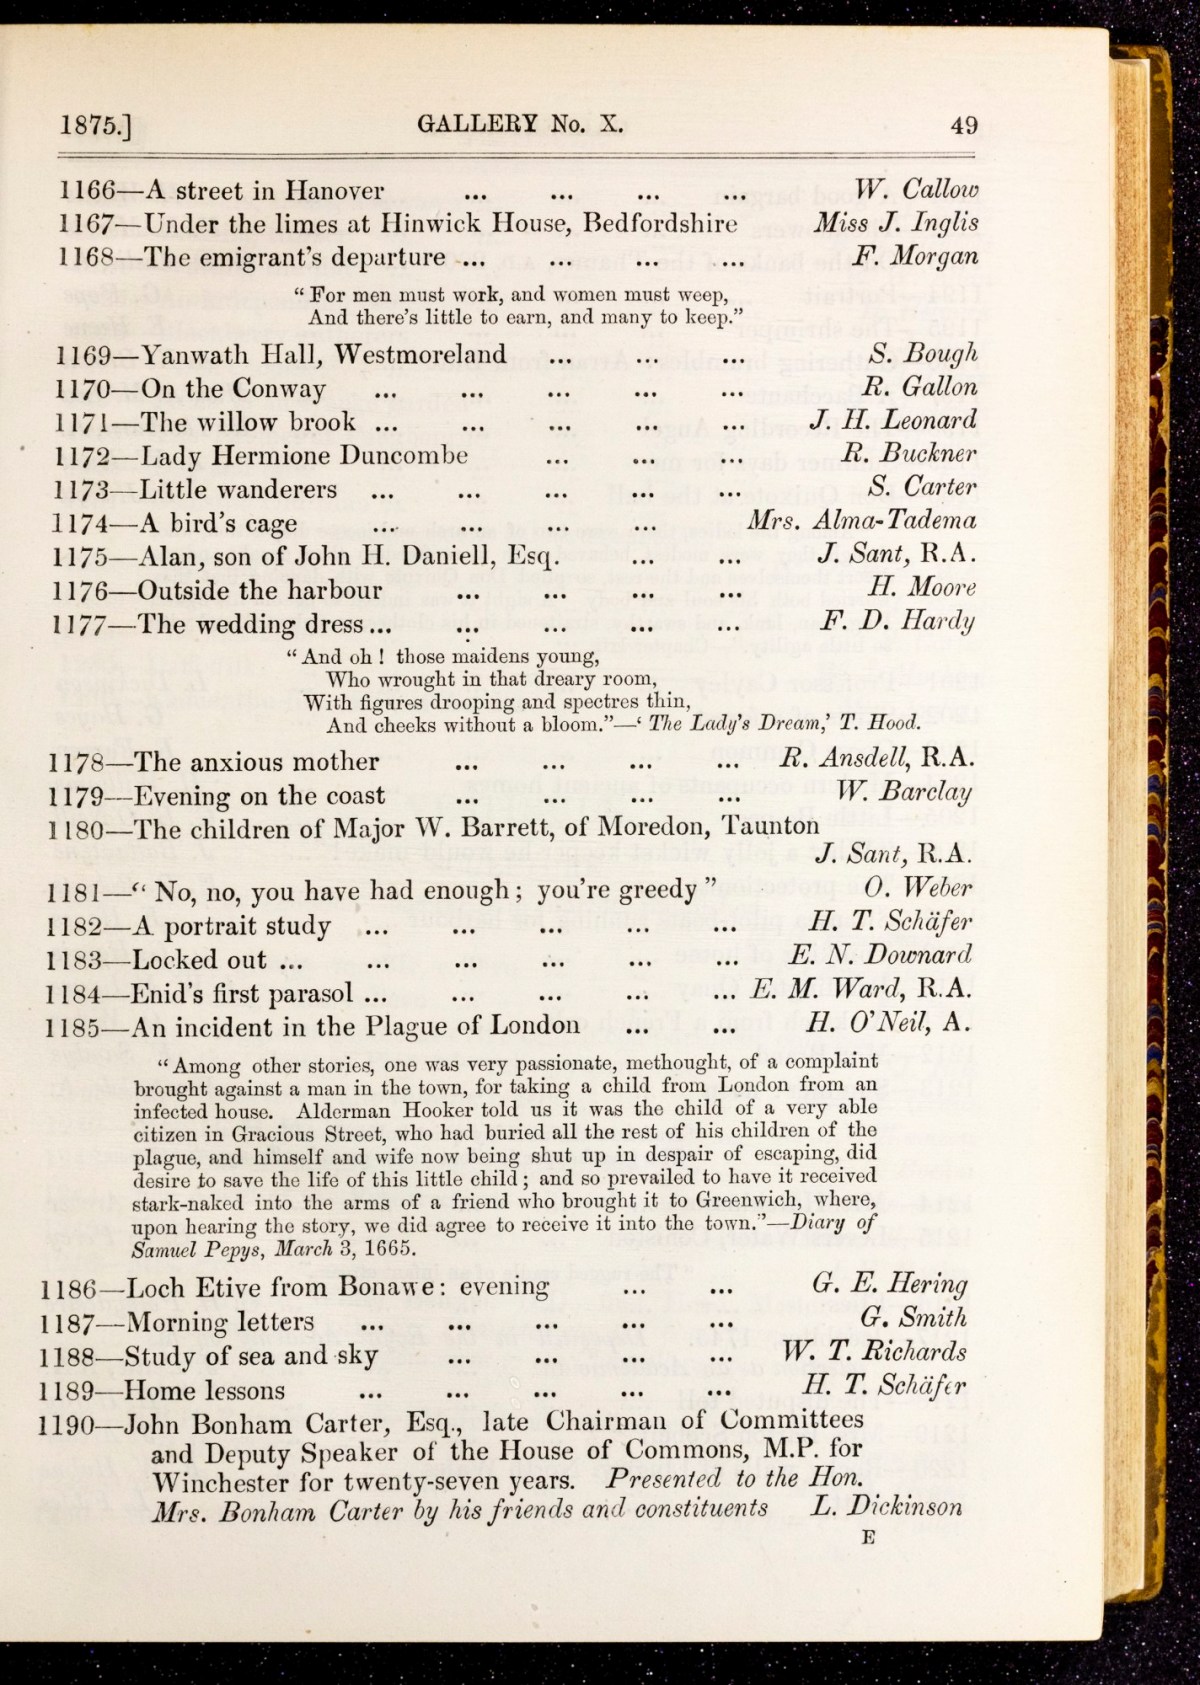 1875.] GALLERY No. X. 49
1166—A street in Hanover ... ... ... ... W. Callow
1167—Under the limes at Hinwick House, Bedfordshire Miss J. Inglis
1168—The emigrant's departure ... ... ... ... F. Morgan
“For men must work, and women must weep,
And there's little to earn, and many to keep.”
1169—Yanwath Hall, Westmoreland ... ... ... S. Bough
1170—On the Conway ... ... ... ... ... R. Gallon
1171—The willow brook ... ... ... ... ... J. H. Leonard
1172—Lady Hermione Duncombe ... ... ... R. Buckner
1173—Little wanderers ... ... ... ... ... S. Carter
1174—A bird's cage ... ... ... ... Mrs. Alma-Tadema
1175—Alan, son of John H. Daniell, Esq. ... ... J. Sant, R.A.
1176—Outside the harbour ... ... ... ... H. Moore
1177—The wedding dress ... ... ... ... ... F. D. Hardy
“And oh! those maidens young,
Who wrought in that dreary room,
With figures drooping and spectres thin,
And cheeks without a bloom.”—‘The Lady's Dream,’ T. Hood.
1178—The anxious mother ... ... ... ... R. Ansdell, R.A.
1179—Evening on the coast ... ... ... ... W. Barclay
1180—The children of Major W. Barrett, of Moredon, Taunton
J. Sant, R.A.
1181—“No, no, you have had enough; you're greedy” O. Weber
1182—A portrait study ... ... ... ... ... H. T. Schäfer
1183—Locked out ... ... ... ... ... ... E. N. Downard
1184—Enid's first parasol ... ... ... ... ... E. M. Ward, R.A.
1185—An incident in the Plague of London ... ... H. O'Neil, A.
“Among other stories, one was very passionate, methought, of a complaint
brought against a man in the town, for taking a child from London from an
infected house. Alderman Hooker told us it was the child of a very able
citizen in Gracious Street, who had buried all the rest of his children of the
plague, and himself and wife now being shut up in despair of escaping, did
desire to save the life of this little child; and so prevailed to have it received
stark-naked into the arms of a friend who brought it to Greenwich, where,
upon hearing the story, we did agree to receive it into the town.”—Diary of
Samuel Pepys, March 3, 1665.
1186—Loch Etive from Bonawe: evening ... ... G. E. Hering
1187—Morning letters ... ... ... ... ... G. Smith
1188—Study of sea and sky ... ... ... ... W. T. Richards
1189—Home lessons ... ... ... ... ... H. T. Schäfer
1190—John Bonham Carter, Esq., late Chairman of Committees
and Deputy Speaker of the House of Commons, M.P. for
Winchester for twenty-seven years. Presented to the Hon.
Mrs. Bonham Carter by his friends and constituents L. Dickinson
E